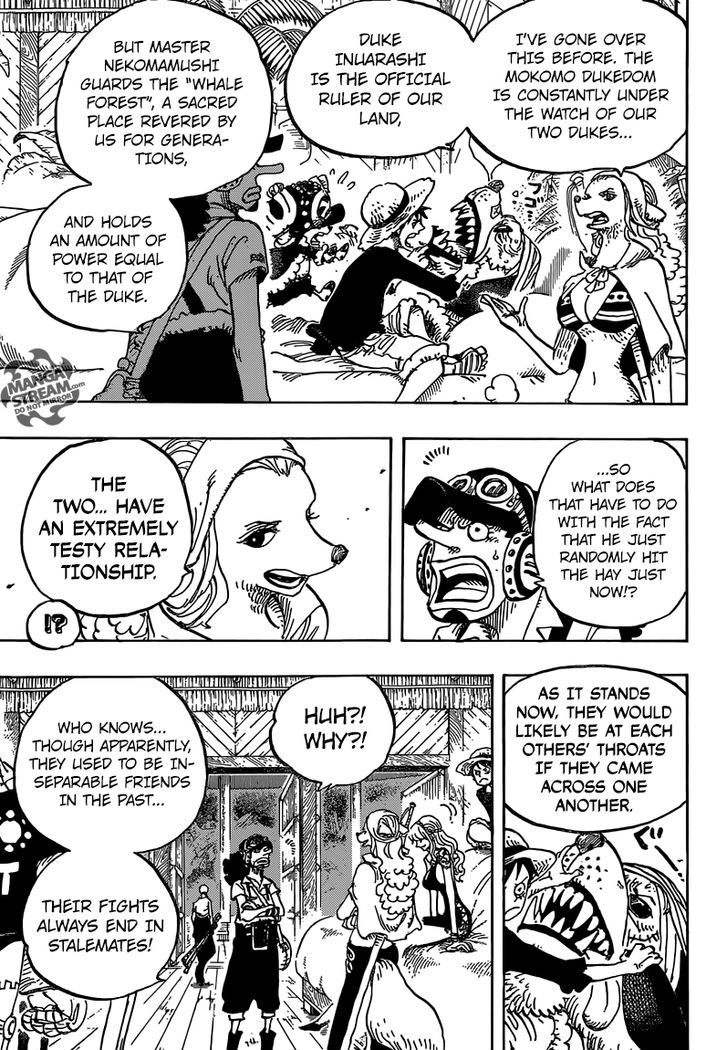 I'VE GONE OVER
THIS BEFORE. THE
MOKOMO DUKEDOM
IS CONSTANTLY UNDER
THE WATCH OF OUR
TWO DUKES...
DUKE
INUARASHI
IS THE OFFICIAL
RULER OF OUR
LAND,
BUT MASTER
NEKOMAMUSHI
GUARDS THE "WHALE
FOREST", A SACRED
PLACE REVERED BY
US FOR GENERA-
TIONS,
AND HOLDS
AN AMOUNT OF
POWER EQUAL
TO THAT OF
THE DUKE.
MANGA
STREAM.COM
DO NOT MIRROR
...SO
WHAT DOES
THAT HAVE TO DO
WITH THE FACT
THAT HE JUST
RANDOMLY HIT
THE HAY JUST
NOW!?
THE
TWO... HAVE
AN EXTREMELY
TESTY RELA-
TIONSHIP.
!?
AS IT STANDS
NOW, THEY WOULD
LIKELY BE AT EACH
OTHERS' THROATS
IF THEY CAME
ACROSS ONE
ANOTHER.
HUH?!
WHY?!
WHO KNOWS...
THOUGH APPARENTLY,
THEY USED TO BE IN-
SEPARABLE FRIENDS
IN THE PAST...
THEIR FIGHTS
ALWAYS END IN
STALEMATES!